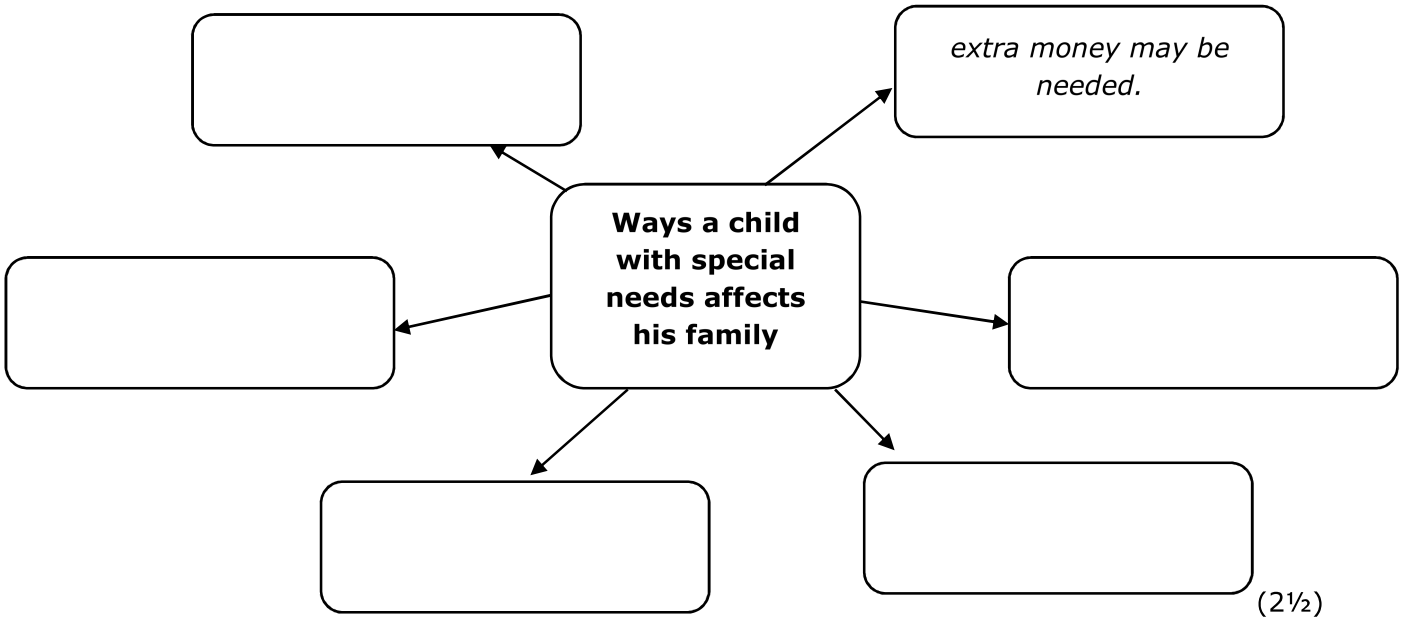 extra money may be
needed.
Ways a child
with special
needs affects
his family
(2½)